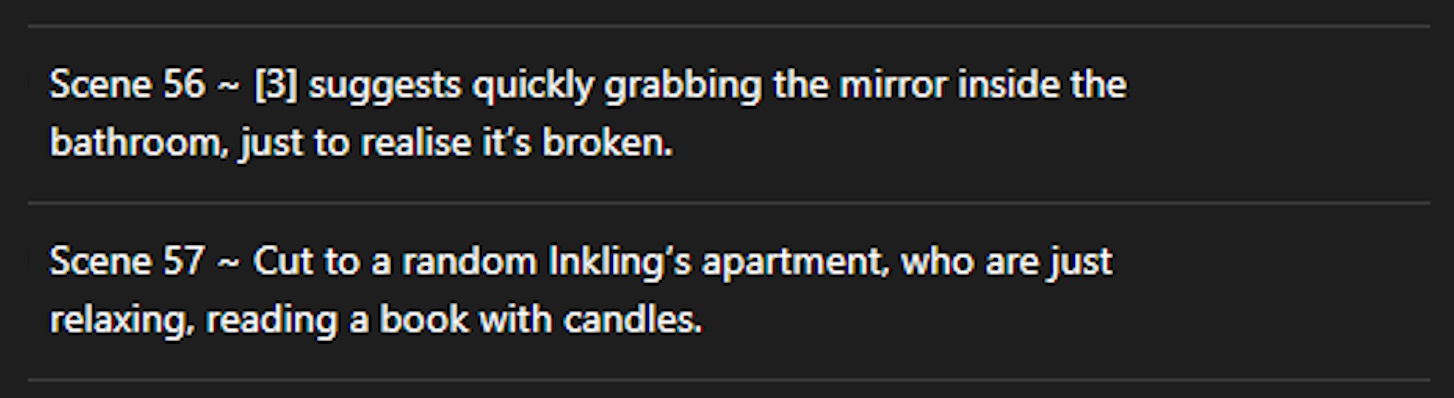 Scene 56 ~ [3] suggests quickly grabbing the mirror inside the
bathroom, just to realise it’s broken.
Scene 57 ~ Cut to a random Inkling’s apartment, who are just
relaxing, reading a book with candles.